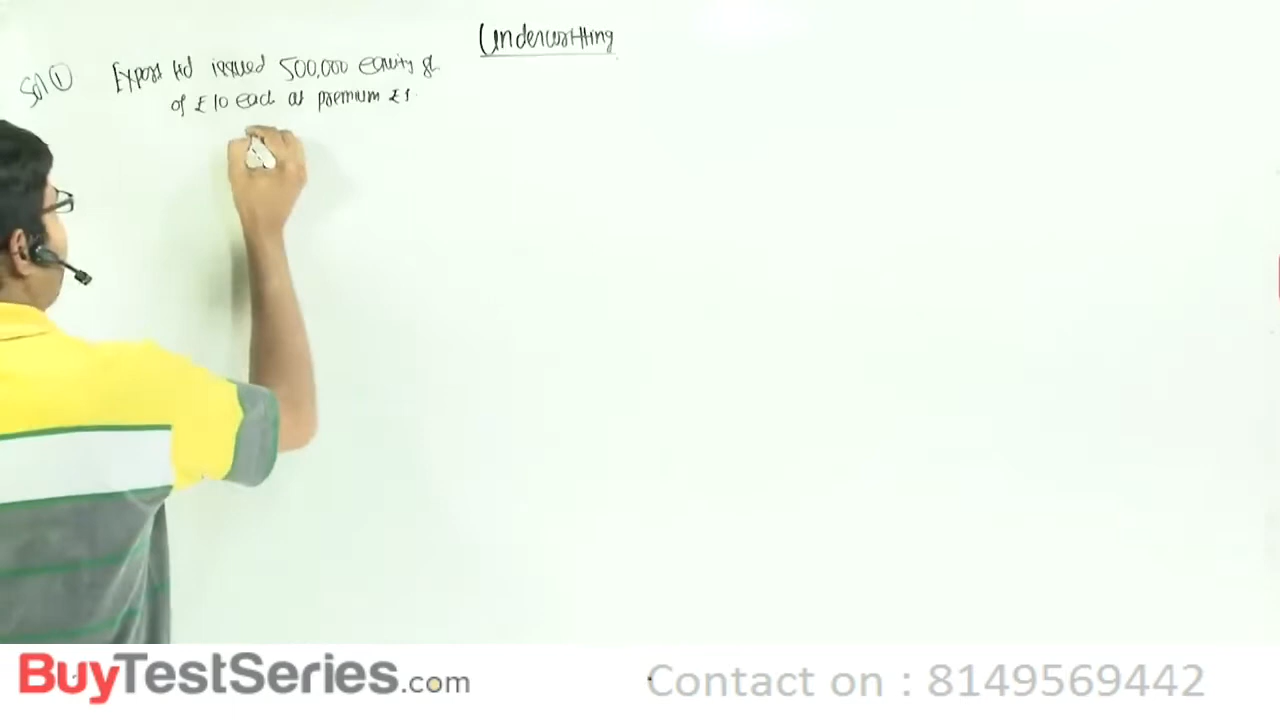 Underwriting
Sol ①
Export ltd issued 500,000 equity sh
of £10 each at premium £1.
BuyTestSeries.com
Contact on : 8149569442